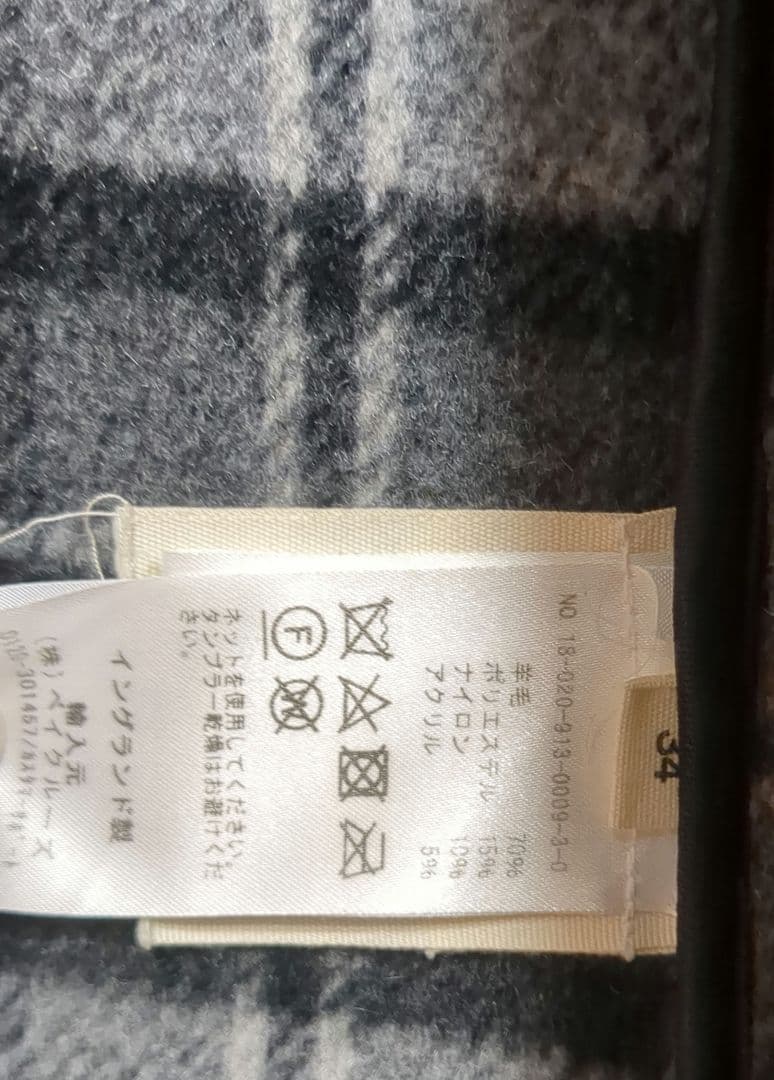 34
NO 18-020-913-0009-3-0
羊毛 70%
ポリエステル 15%
ナイロン 10%
アクリル 5%
F
W
ネットを使用してください。
タンブラー乾燥はお避けくだ
さい。
イングランド製
輸入元
(株)ベイクルーズ